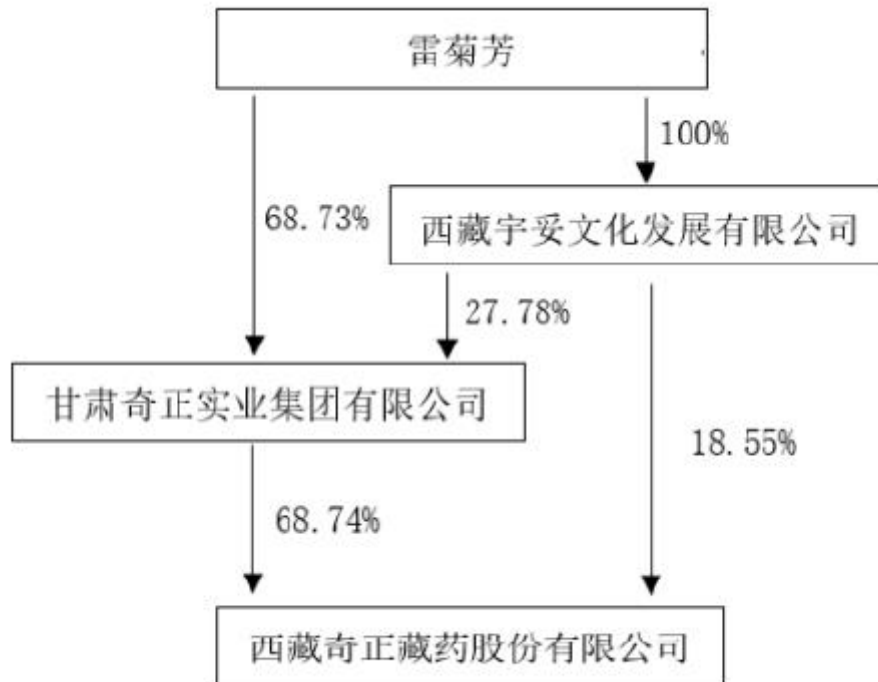 雷菊芳
100%
68.73%
西藏宇妥文化发展有限公司
27.78%
甘肃奇正实业集团有限公司
18.55%
68.74%
西藏奇正藏药股份有限公司